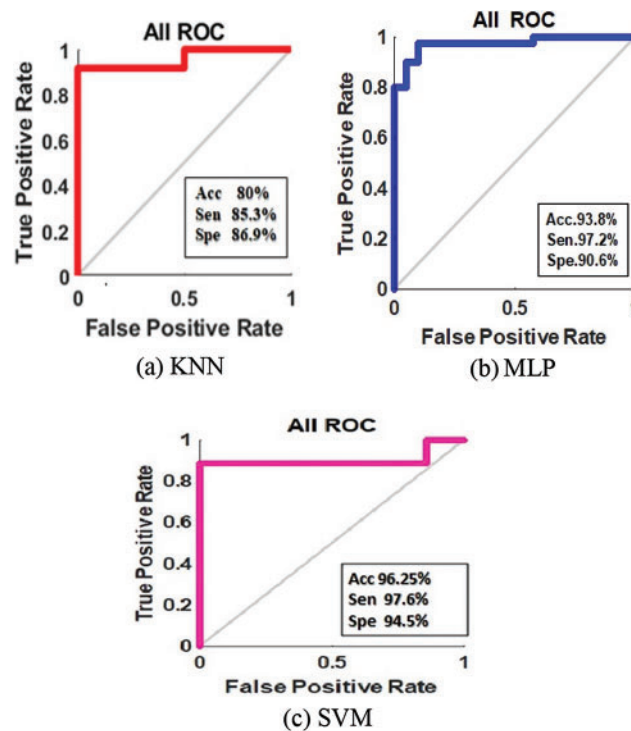 All ROC
True Positive Rate
1
0.8
0.6
0.4
0.2
0
Acc 80%
Sen 85.3%
Spe 86.9%
0 0.5 1
False Positive Rate
(a) KNN
All ROC
True Positive Rate
1
0.8
0.6
0.4
0.2
0
Acc.93.8%
Sen.97.2%
Spe.90.6%
0 0.5 1
False Positive Rate
(b) MLP
All ROC
True Positive Rate
1
0.8
0.6
0.4
0.2
0
Acc 96.25%
Sen 97.6%
Spe 94.5%
0 0.5 1
False Positive Rate
(c) SVM